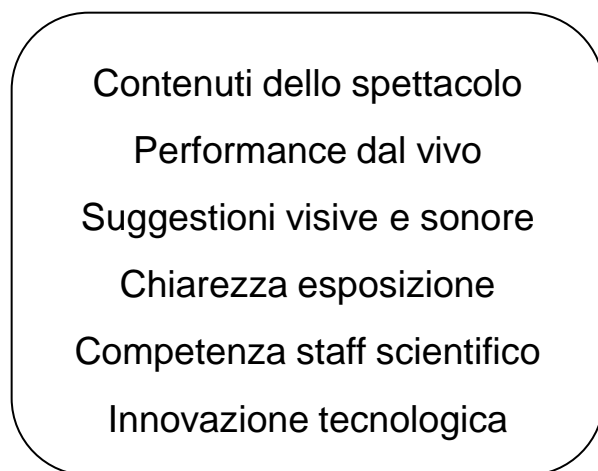 Contenuti dello spettacolo
Performance dal vivo
Suggestioni visive e sonore
Chiarezza esposizione
Competenza staff scientifico
Innovazione tecnologica